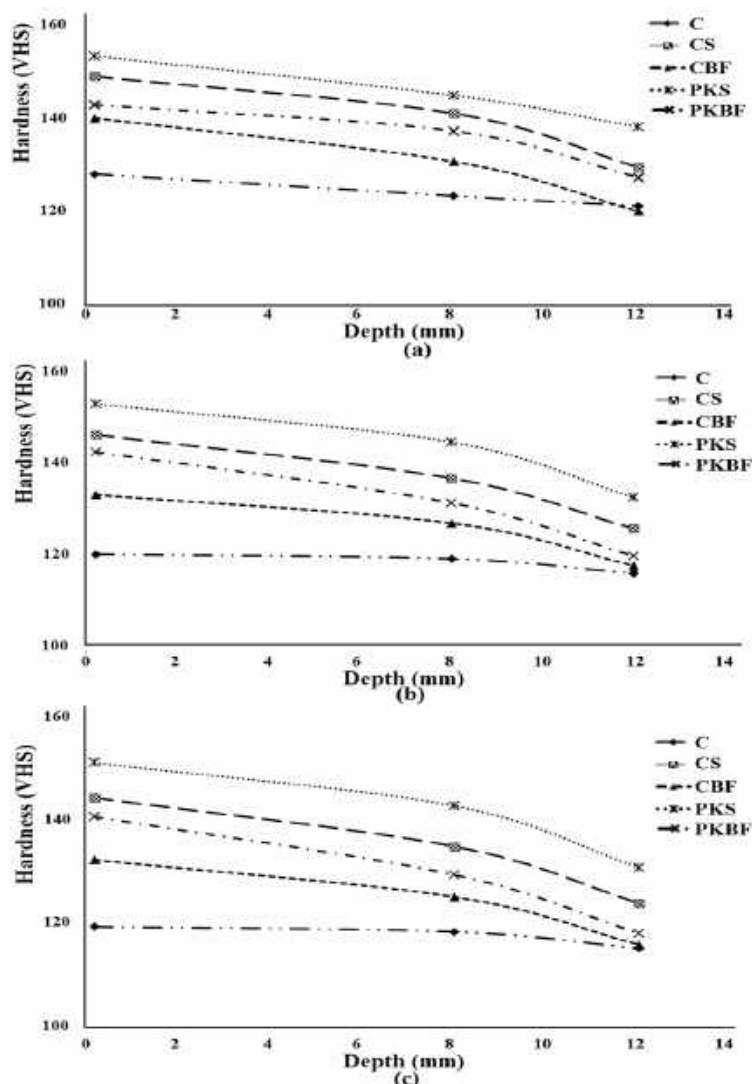 Hardness (VHS)
160
140
120
100
0 2 4 6 8 10 12 14
Depth (mm)
(a)
C
CS
CBF
PKS
PKBF
Hardness (VHS)
160
140
120
100
0 2 4 6 8 10 12 14
Depth (mm)
(b)
C
CS
CBF
PKS
PKBF
Hardness (VHS)
160
140
120
100
0 2 4 6 8 10 12 14
Depth (mm)
(c)
C
CS
CBF
PKS
PKBF